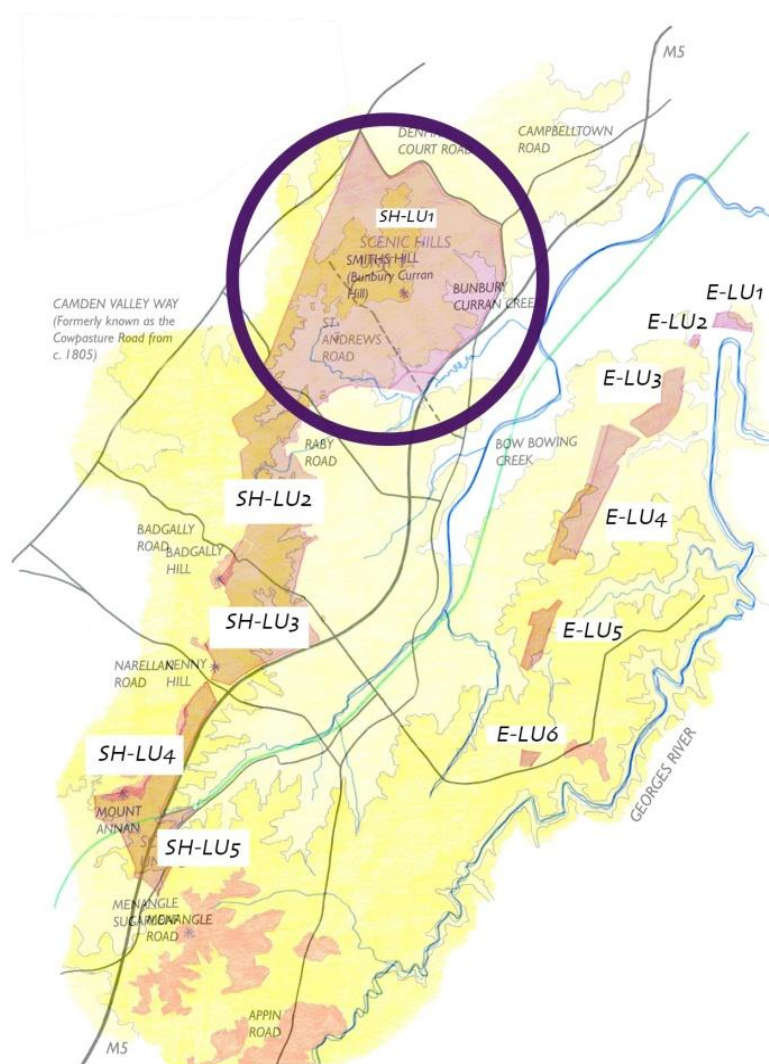 M5
DENHAM
COURT ROAD
CAMPBELLTOWN
ROAD
SH-LU1
SCENIC HILLS
SMITHS HILL
(Bunbury Curran
Hill)
BUNBURY
CURRAN CREEK
CAMDEN VALLEY WAY
(Formerly known as the
Cowpasture Road from
c. 1805)
ST
ANDREWS
ROAD
E-LU1
E-LU2
E-LU3
RABY
ROAD
BOW BOWING
CREEK
SH-LU2
E-LU4
BADGALLY
ROAD
BADGALLY
HILL
SH-LU3
E-LU5
NARELLAN
ROAD
KENNY
HILL
E-LU6
SH-LU4
GEORGES RIVER
MOUNT
ANNAN
SH-LU5
MENANGLE
SUGARLOAF
MENANGLE
ROAD
APPIN
ROAD
M5